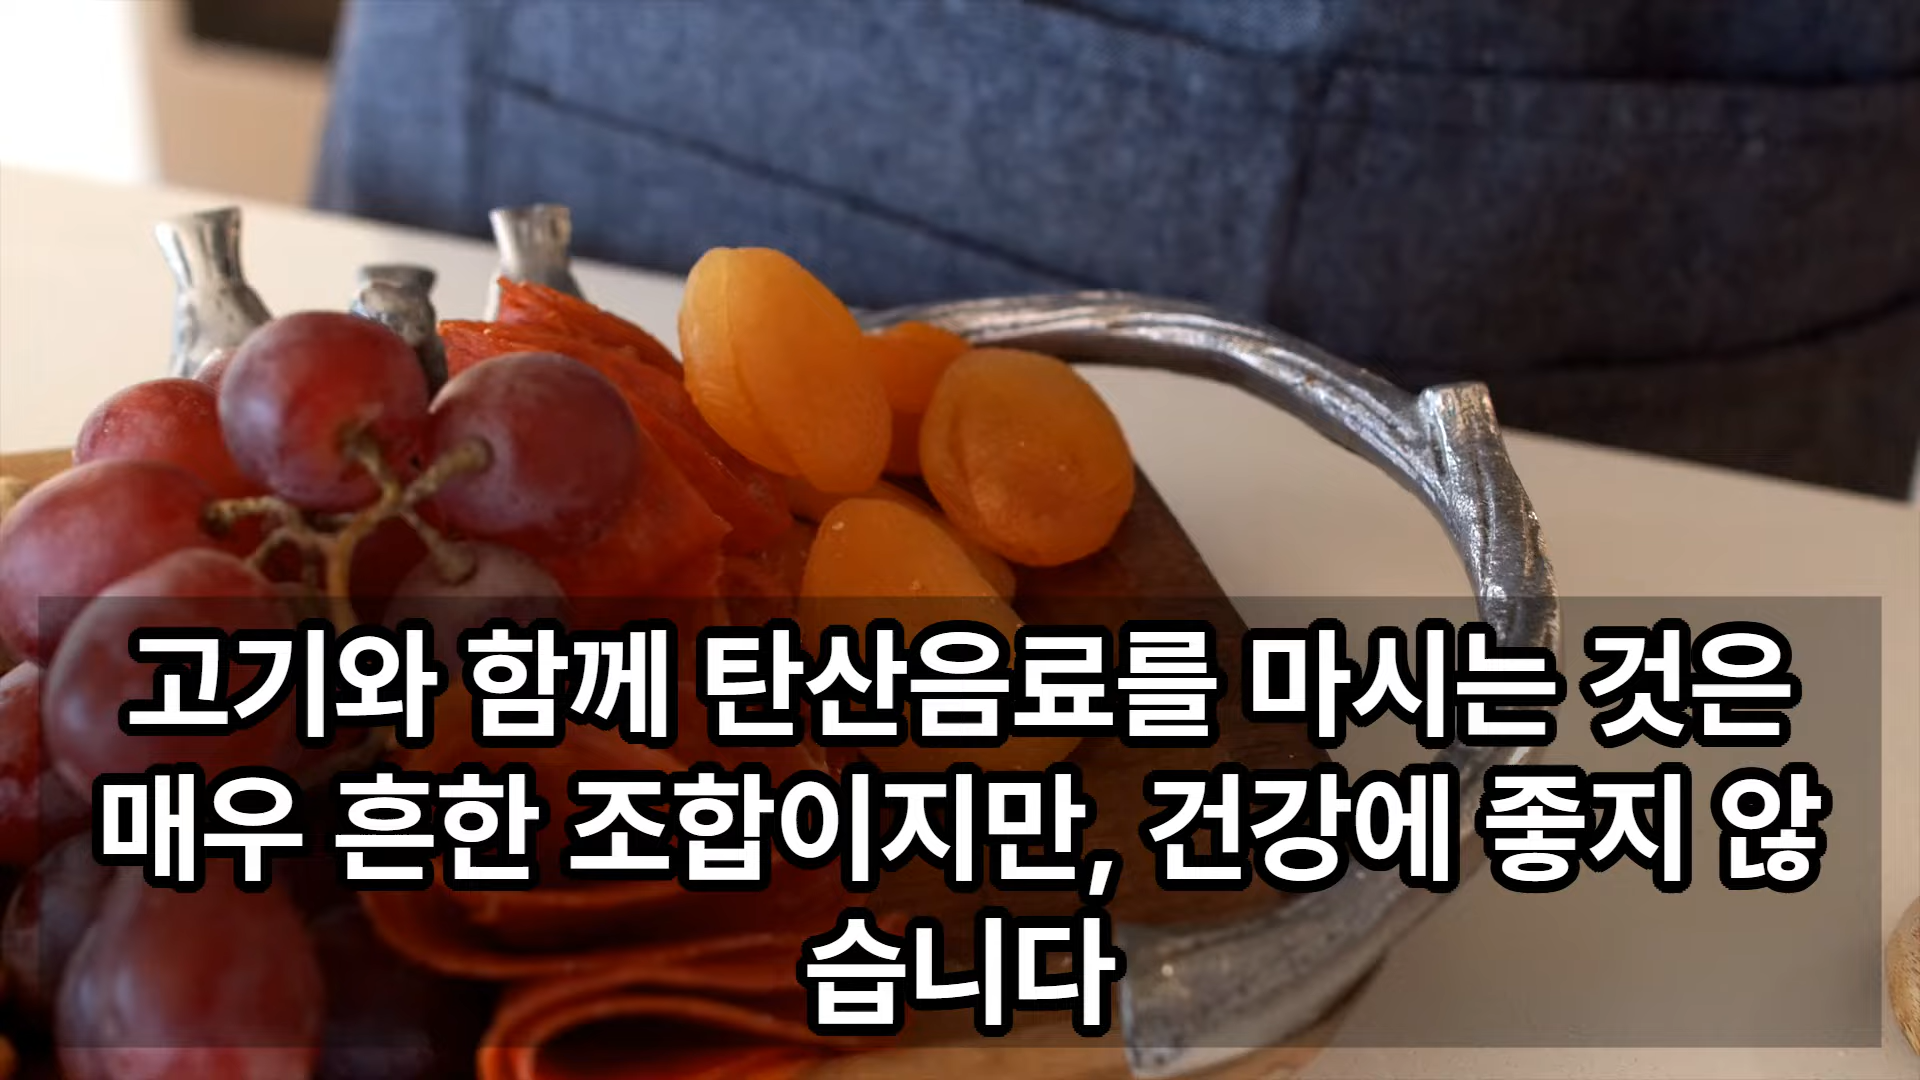 고기와 함께 탄산음료를 마시는 것은
매우 흔한 조합이지만, 건강에 좋지 않
습니다